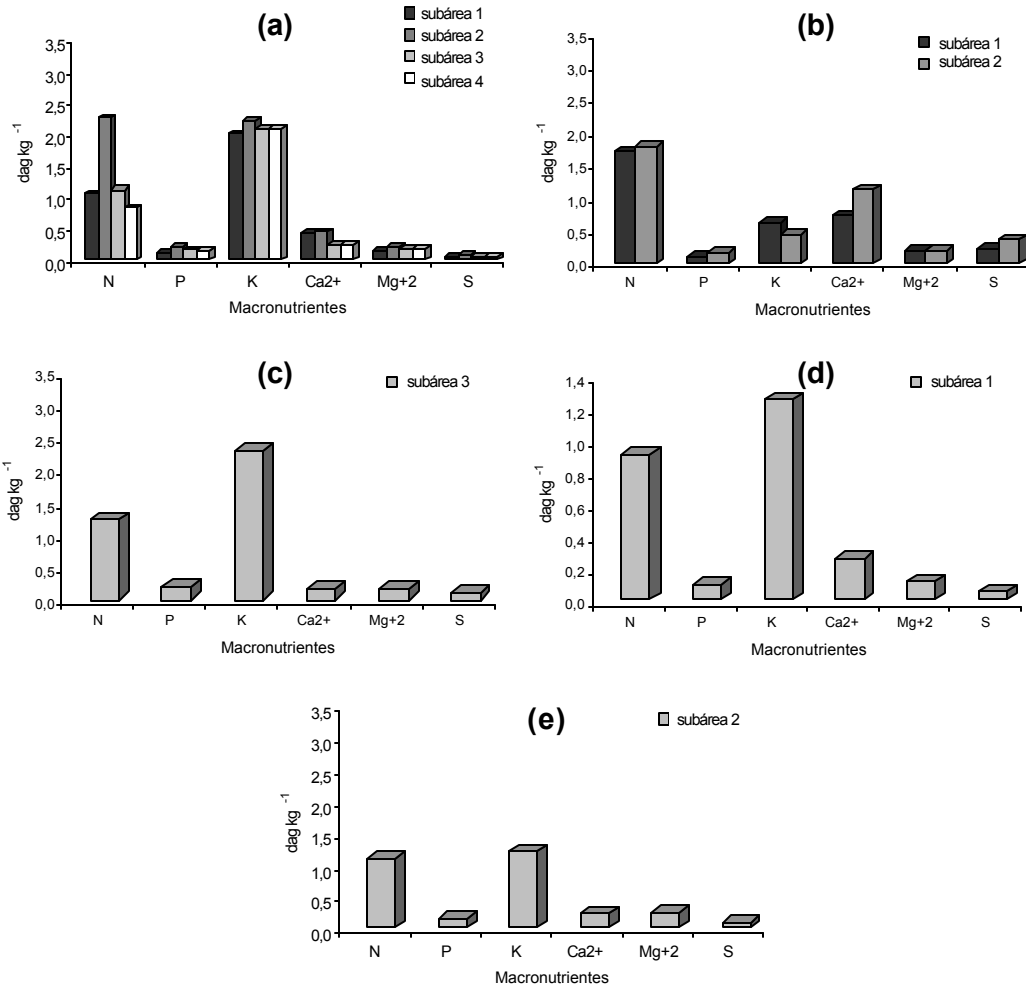 (a)
subárea 1
subárea 2
subárea 3
subárea 4
3,5
3,0
2,5
2,0
1,5
1,0
0,5
0,0
dag kg -1
N P K Ca2+ Mg+2 S
Macronutrientes
(b)
subárea 1
subárea 2
3,5
3,0
2,5
2,0
1,5
1,0
0,5
0,0
dag kg -1
N P K Ca2+ Mg+2 S
Macronutrientes
(c)
subárea 3
3,5
3,0
2,5
2,0
1,5
1,0
0,5
0,0
dag kg -1
N P K Ca2+ Mg+2 S
Macronutrientes
(d)
subárea 1
1,4
1,2
1,0
0,8
0,6
0,4
0,2
0,0
dag kg -1
N P K Ca2+ Mg+2 S
Macronutrientes
(e)
subárea 2
3,5
3,0
2,5
2,0
1,5
1,0
0,5
0,0
dag kg -1
N P K Ca2+ Mg+2 S
Macronutrientes